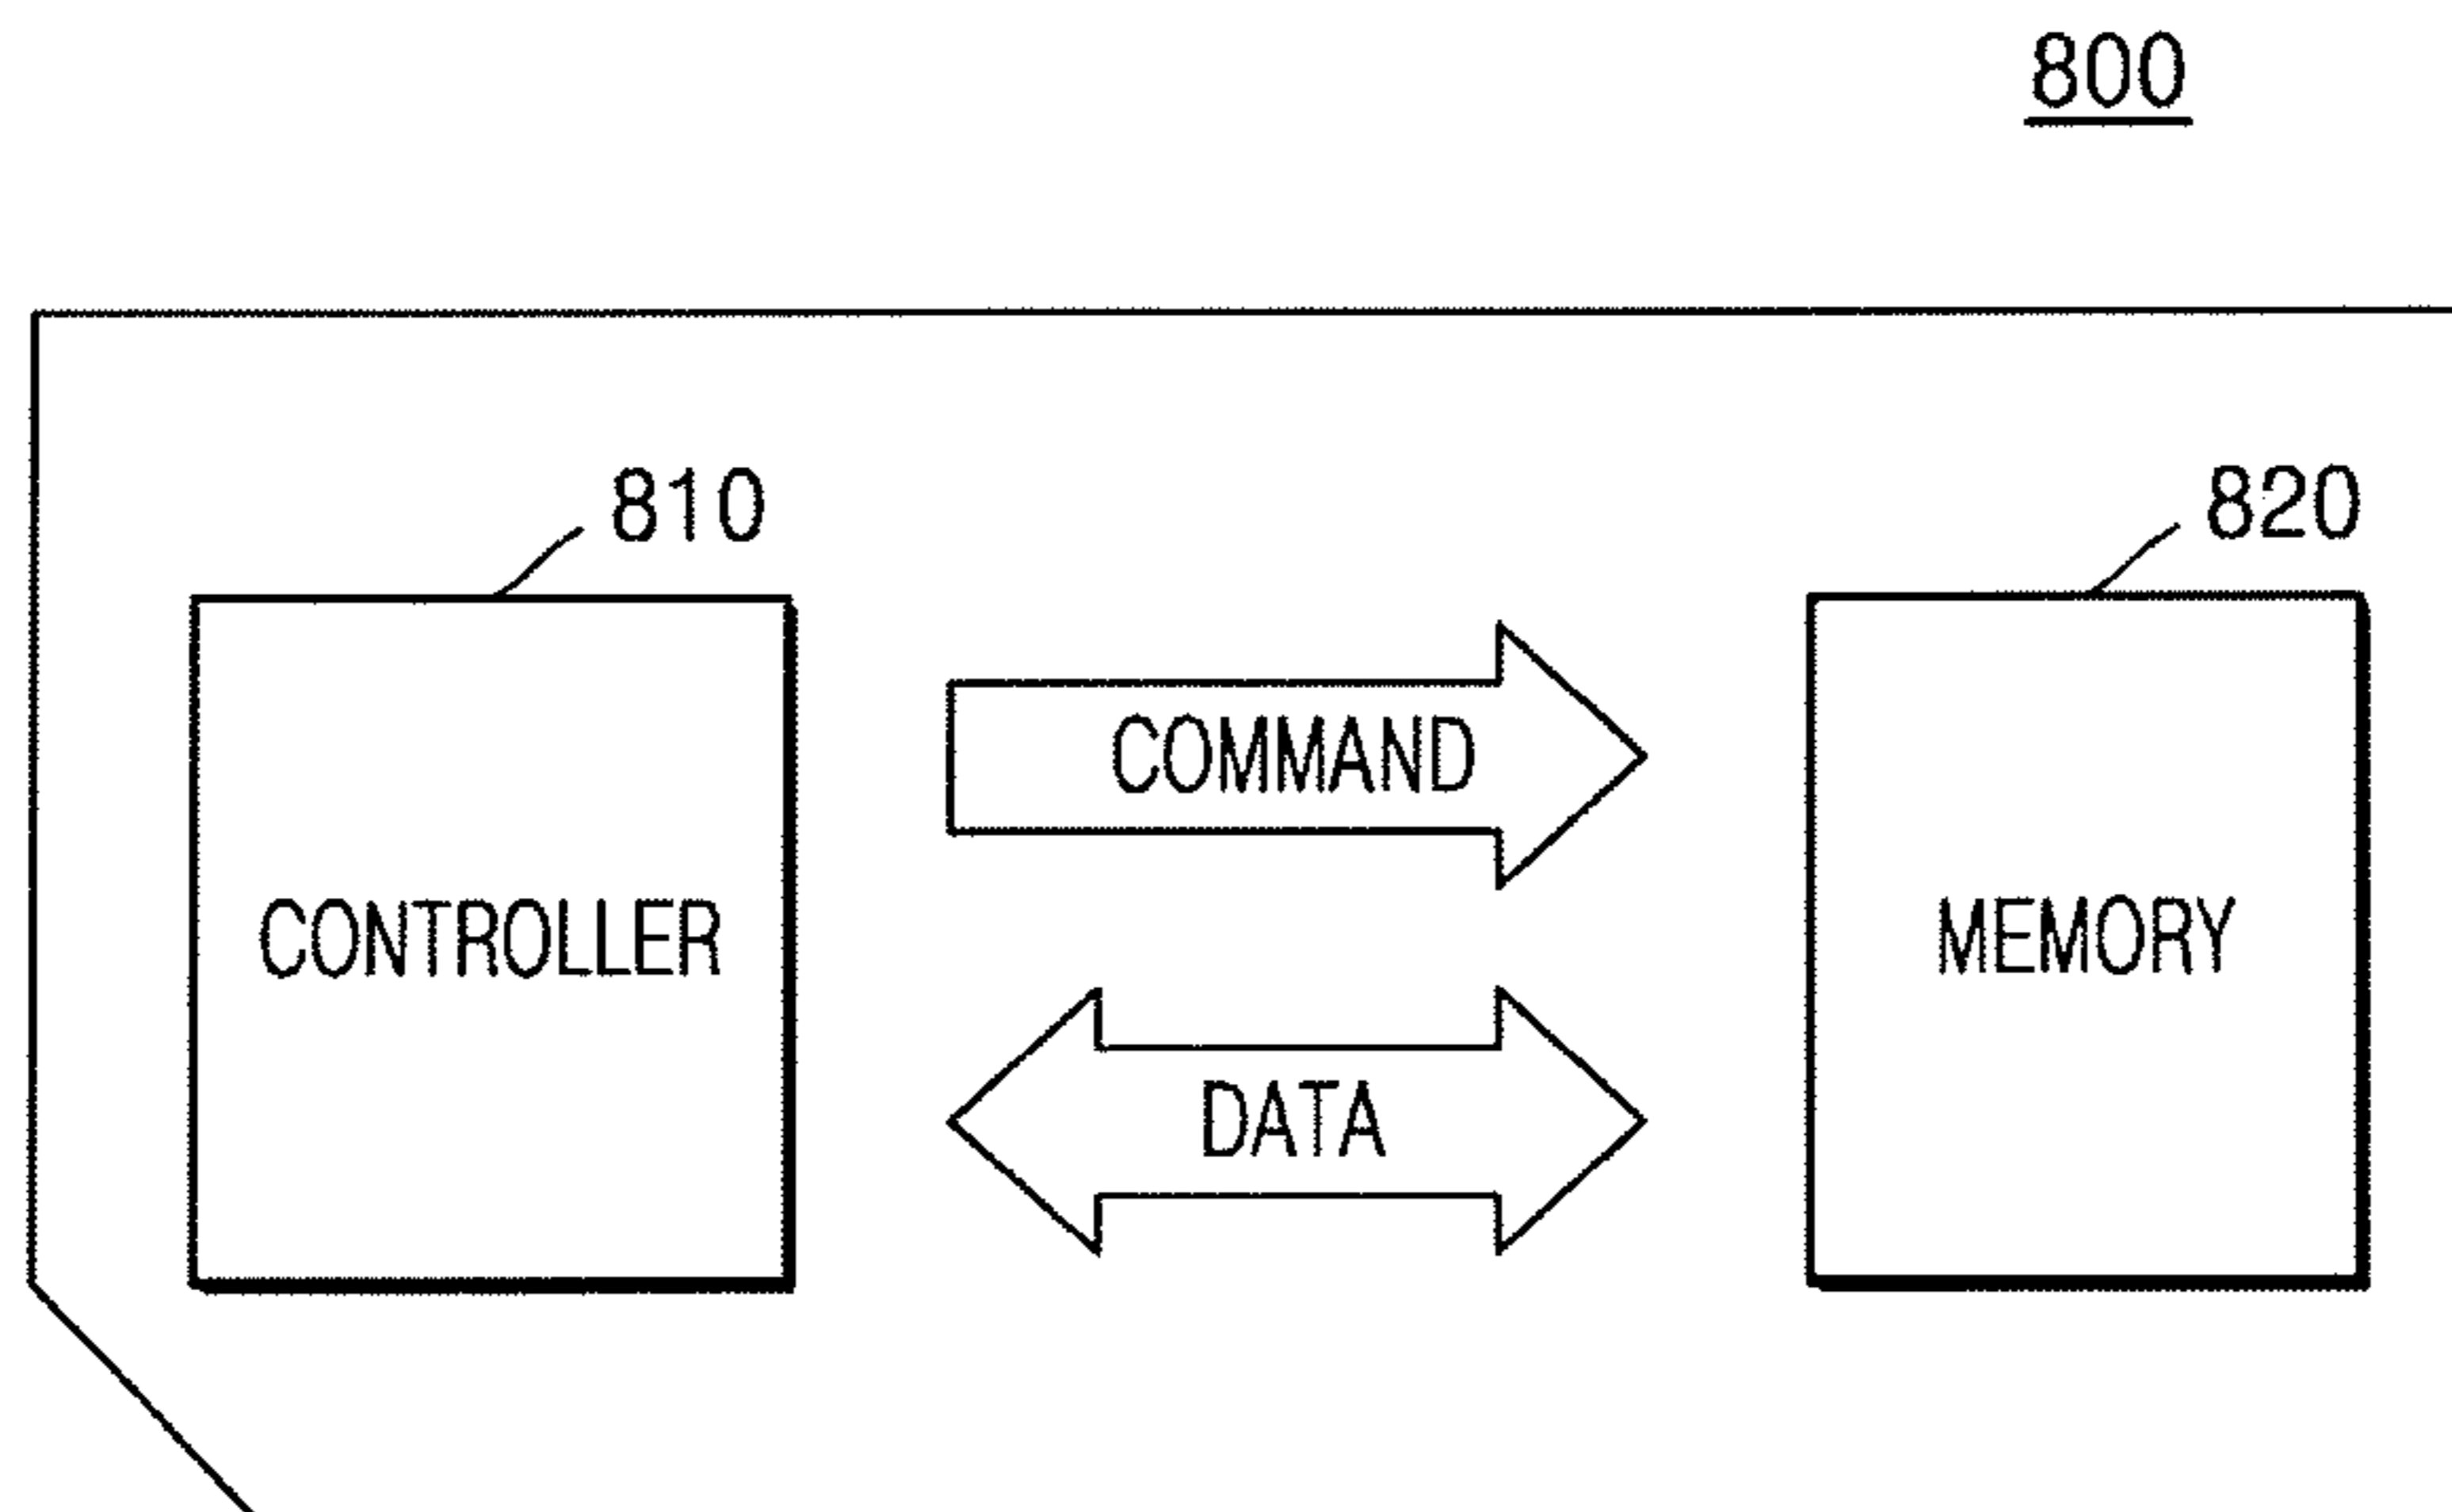 800
810
820
COMMAND
CONTROLLER
MEMORY
DATA